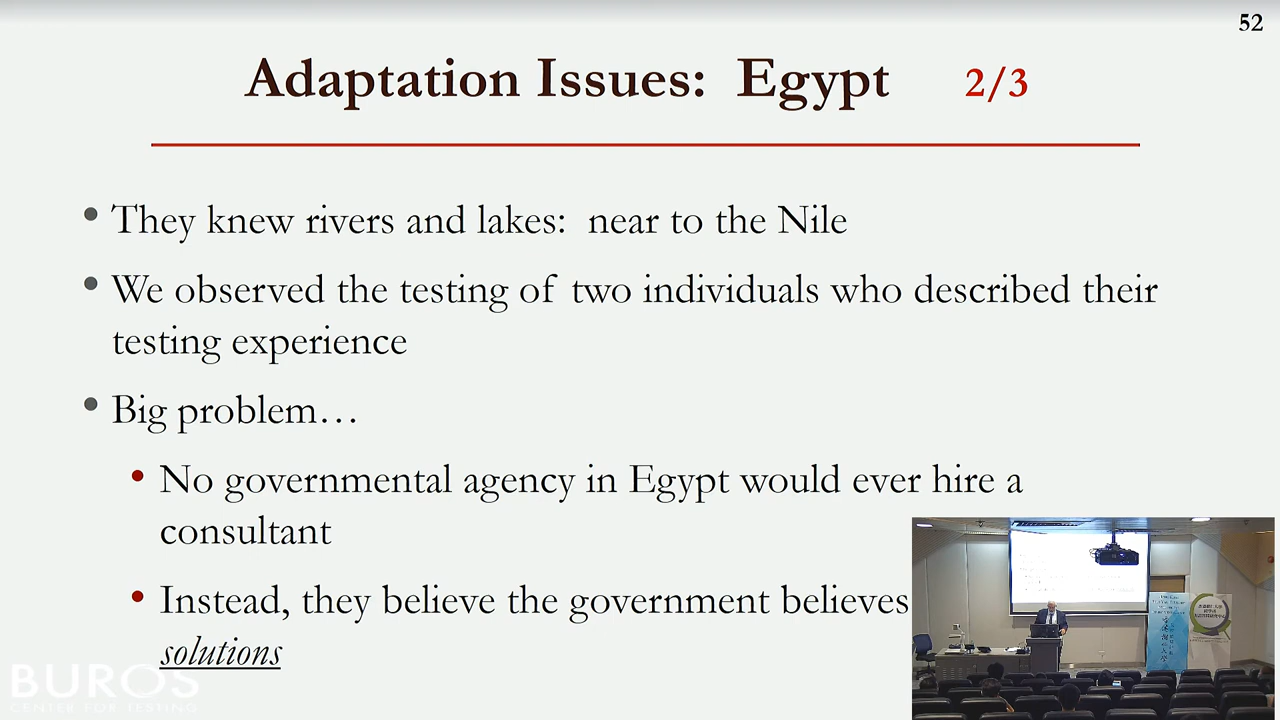 52
Adaptation Issues: Egypt 2/3
• They knew rivers and lakes: near to the Nile
• We observed the testing of two individuals who described their
testing experience
• Big problem…
• No governmental agency in Egypt would ever hire a
consultant
• Instead, they believe the government believes
solutions
BUROS
CENTER FOR TESTING